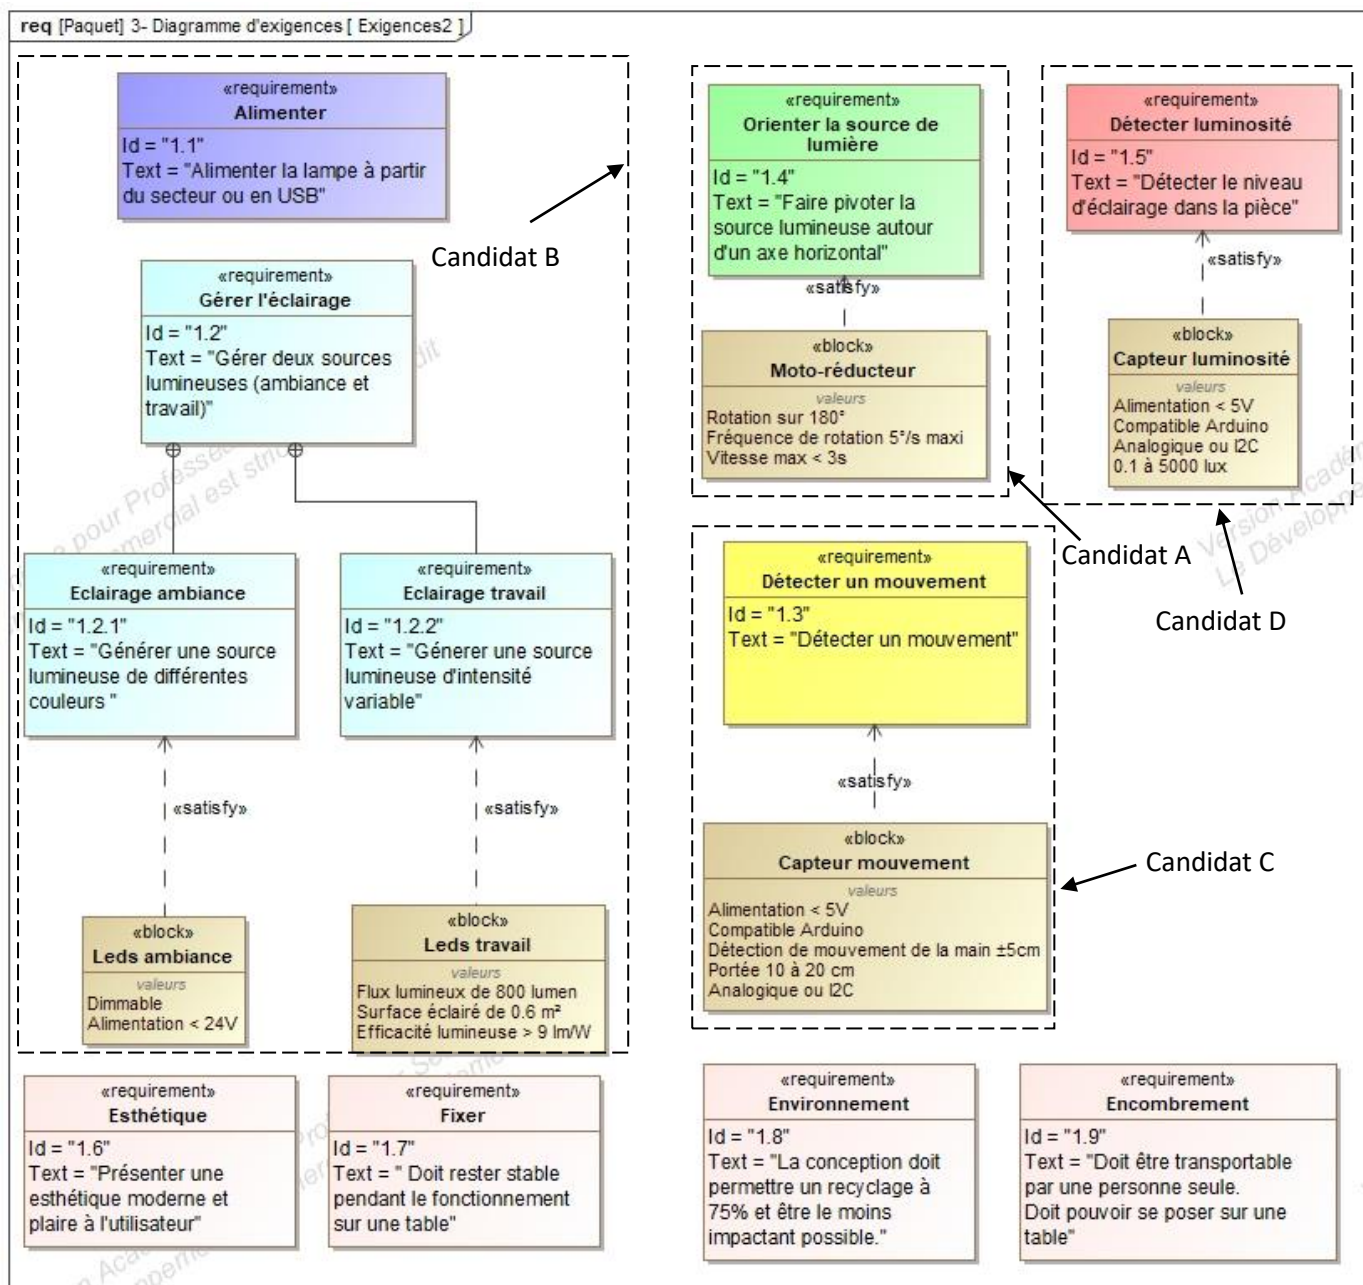 req [Paquet] 3- Diagramme d'exigences [ Exigences2 ]
«requirement»
Alimenter
Id = "1.1"
Text = "Alimenter la lampe à partir
du secteur ou en USB"
Candidat B
«requirement»
Gérer l'éclairage
Id = "1.2"
Text = "Gérer deux sources
lumineuses (ambiance et
travail)"
«requirement»
Eclairage ambiance
Id = "1.2.1"
Text = "Générer une source
lumineuse de différentes
couleurs "
«requirement»
Eclairage travail
Id = "1.2.2"
Text = "Génerer une source
lumineuse d'intensité
variable"
«satisfy»
«satisfy»
«block»
Leds ambiance
valeurs
Dimmable
Alimentation < 24V
«block»
Leds travail
valeurs
Flux lumineux de 800 lumen
Surface éclairé de 0.6 m²
Efficacité lumineuse > 9 lm/W
«requirement»
Orienter la source de
lumière
Id = "1.4"
Text = "Faire pivoter la
source lumineuse autour
d'un axe horizontal"
«satisfy»
«block»
Moto-réducteur
valeurs
Rotation sur 180°
Fréquence de rotation 5°/s maxi
Vitesse max < 3s
Candidat A
«requirement»
Détecter luminosité
Id = "1.5"
Text = "Détecter le niveau
d'éclairage dans la pièce"
«satisfy»
«block»
Capteur luminosité
valeurs
Alimentation < 5V
Compatible Arduino
Analogique ou I2C
0.1 à 5000 lux
Candidat D
«requirement»
Détecter un mouvement
Id = "1.3"
Text = "Détecter un mouvement"
«satisfy»
«block»
Capteur mouvement
valeurs
Alimentation < 5V
Compatible Arduino
Détection de mouvement de la main ±5cm
Portée 10 à 20 cm
Analogique ou I2C
Candidat C
«requirement»
Esthétique
Id = "1.6"
Text = "Présenter une
esthétique moderne et
plaire à l'utilisateur"
«requirement»
Fixer
Id = "1.7"
Text = " Doit rester stable
pendant le fonctionnement
sur une table"
«requirement»
Environnement
Id = "1.8"
Text = "La conception doit
permettre un recyclage à
75% et être le moins
impactant possible."
«requirement»
Encombrement
Id = "1.9"
Text = "Doit être transportable
par une personne seule.
Doit pouvoir se poser sur une
table"